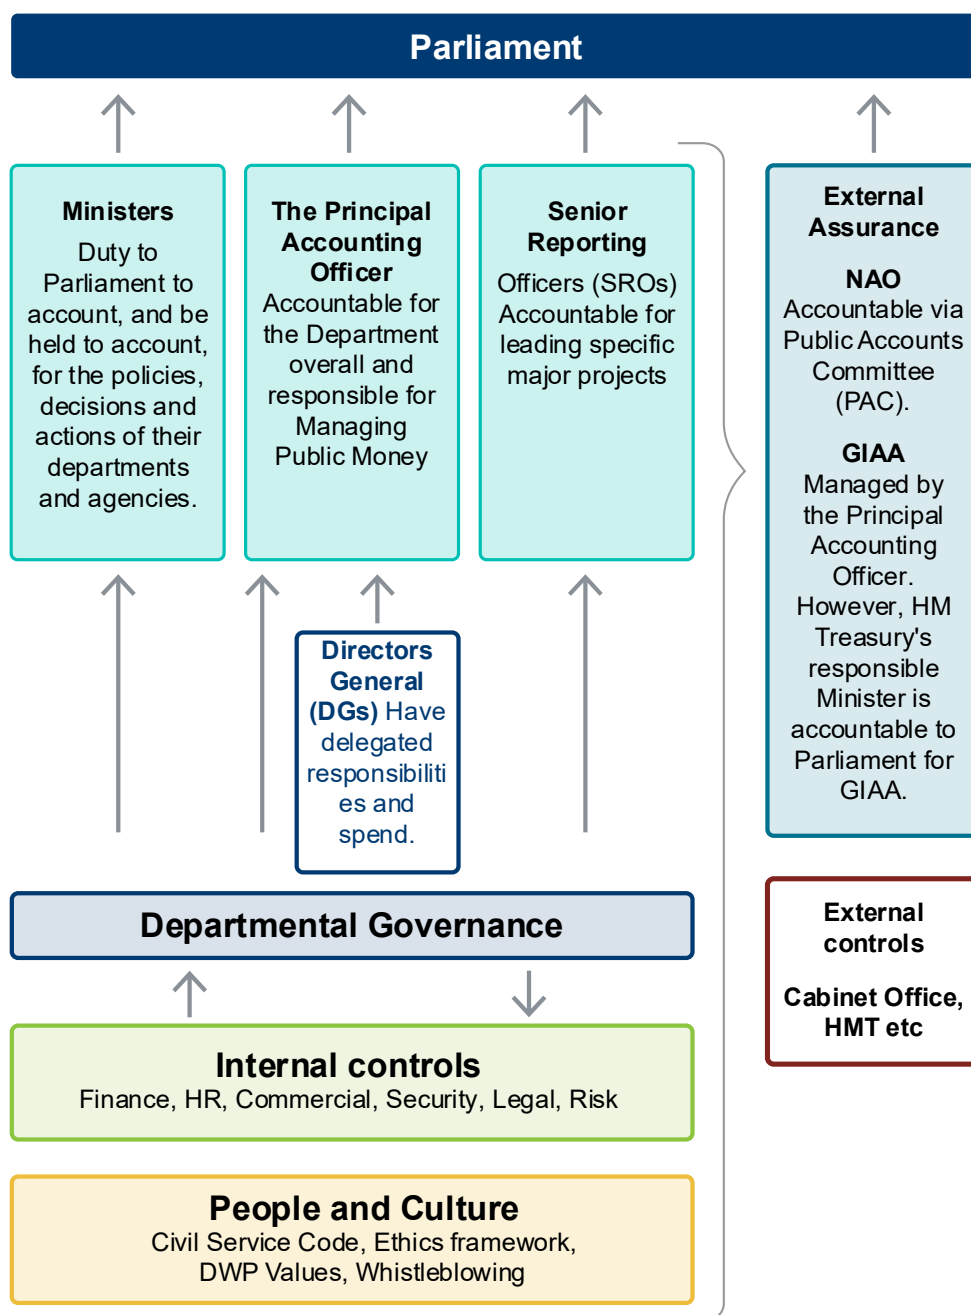 Parliament
Ministers
Duty to
Parliament to
account, and be
held to account,
for the policies,
decisions and
actions of their
departments
and agencies.
The Principal
Accounting
Officer
Accountable for
the Department
overall and
responsible for
Managing
Public Money
Senior
Reporting
Officers (SROs)
Accountable for
leading specific
major projects
External
Assurance
NAO
Accountable via
Public Accounts
Committee
(PAC).
GIAA
Managed by
the Principal
Accounting
Officer.
However, HM
Treasury's
responsible
Minister is
accountable to
Parliament for
GIAA.
Directors
General
(DGs) Have
delegated
responsibiliti
es and
spend.
Departmental Governance
External
controls
Cabinet Office,
HMT etc
Internal controls
Finance, HR, Commercial, Security, Legal, Risk
People and Culture
Civil Service Code, Ethics framework,
DWP Values, Whistleblowing